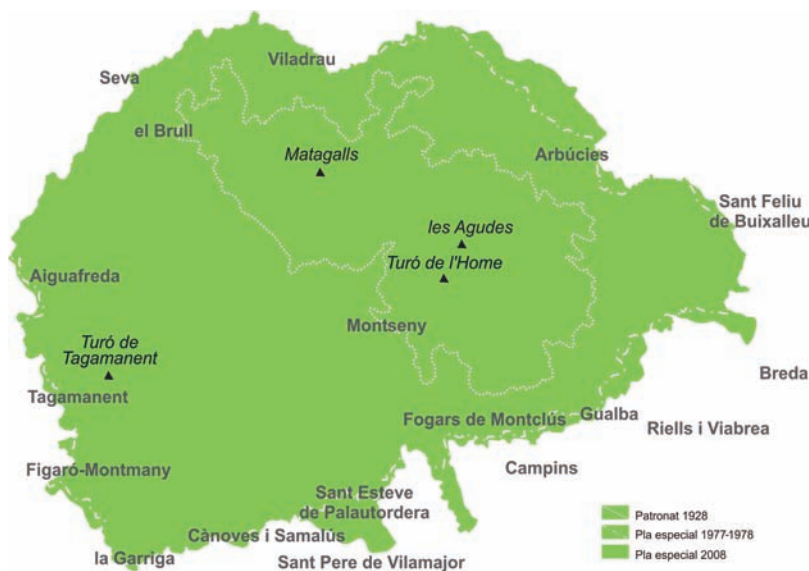 Viladrau
Seva
el Brull
Matagalls
Arbúcies
Sant Feliu
de Buixalleu
les Agudes
Turó de l'Home
Aiguafreda
Montseny
Turó de
Tagamanent
Tagamanent
Breda
Fogars de Montclús
Gualba
Riells i Viabrea
Figaró-Montmany
Campins
Sant Esteve
de Palautordera
Cànoves i Samalús
la Garriga
Sant Pere de Vilamajor
Patronat 1928
Pla especial 1977-1978
Pla especial 2008